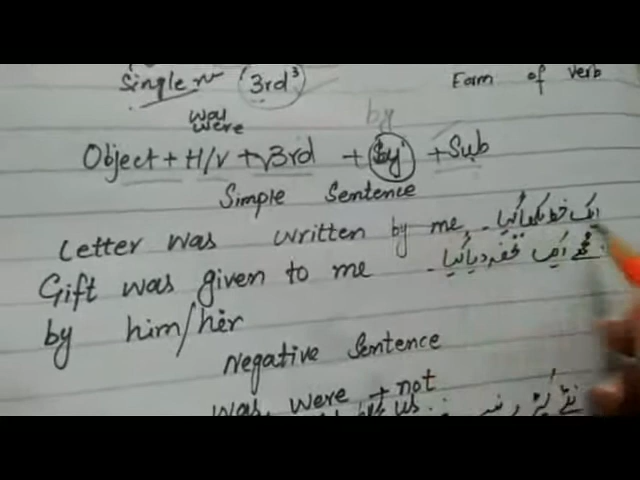 Single 3rd Form of verb
was
were by
Object + H/V + V3rd + by + Sub
Simple Sentence
Letter was written by me. ایک خط لکھا گیا
Gift was given to me مجھے ایک تحفہ دیا گیا۔
by him/her
Negative Sentence
was, were + not